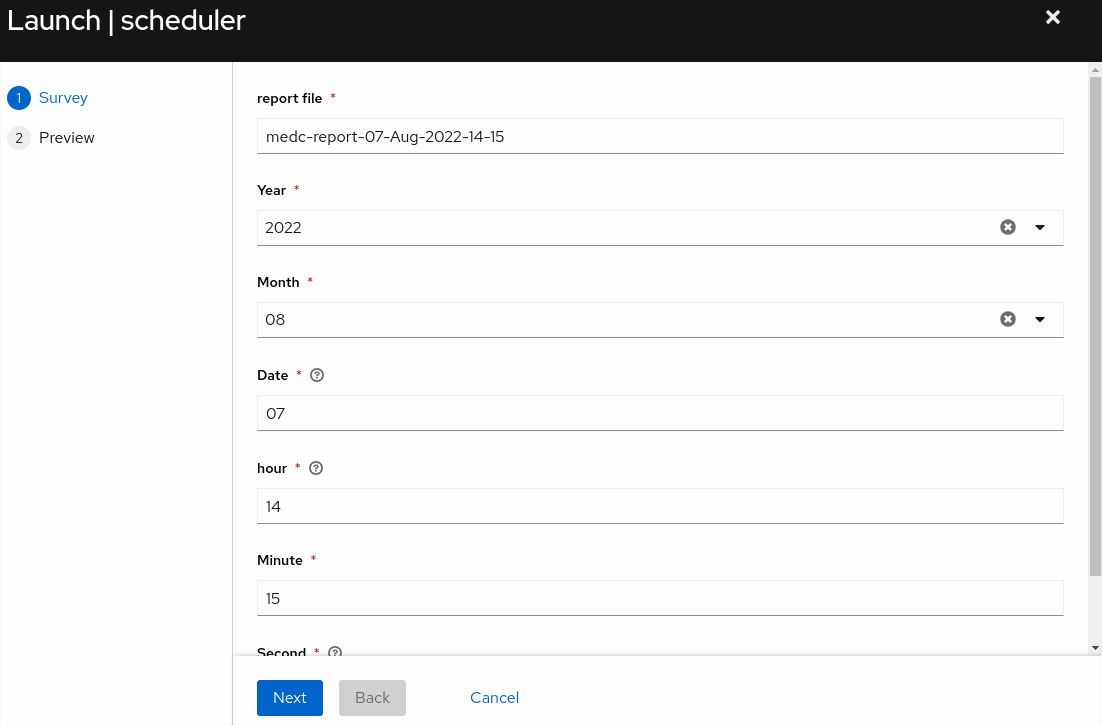 Launch | scheduler
1 Survey
2 Preview
report file *
medc-report-07-Aug-2022-14-15
Year *
2022
Month *
08
Date *
07
hour *
14
Minute *
15
Second *
Next
Back
Cancel